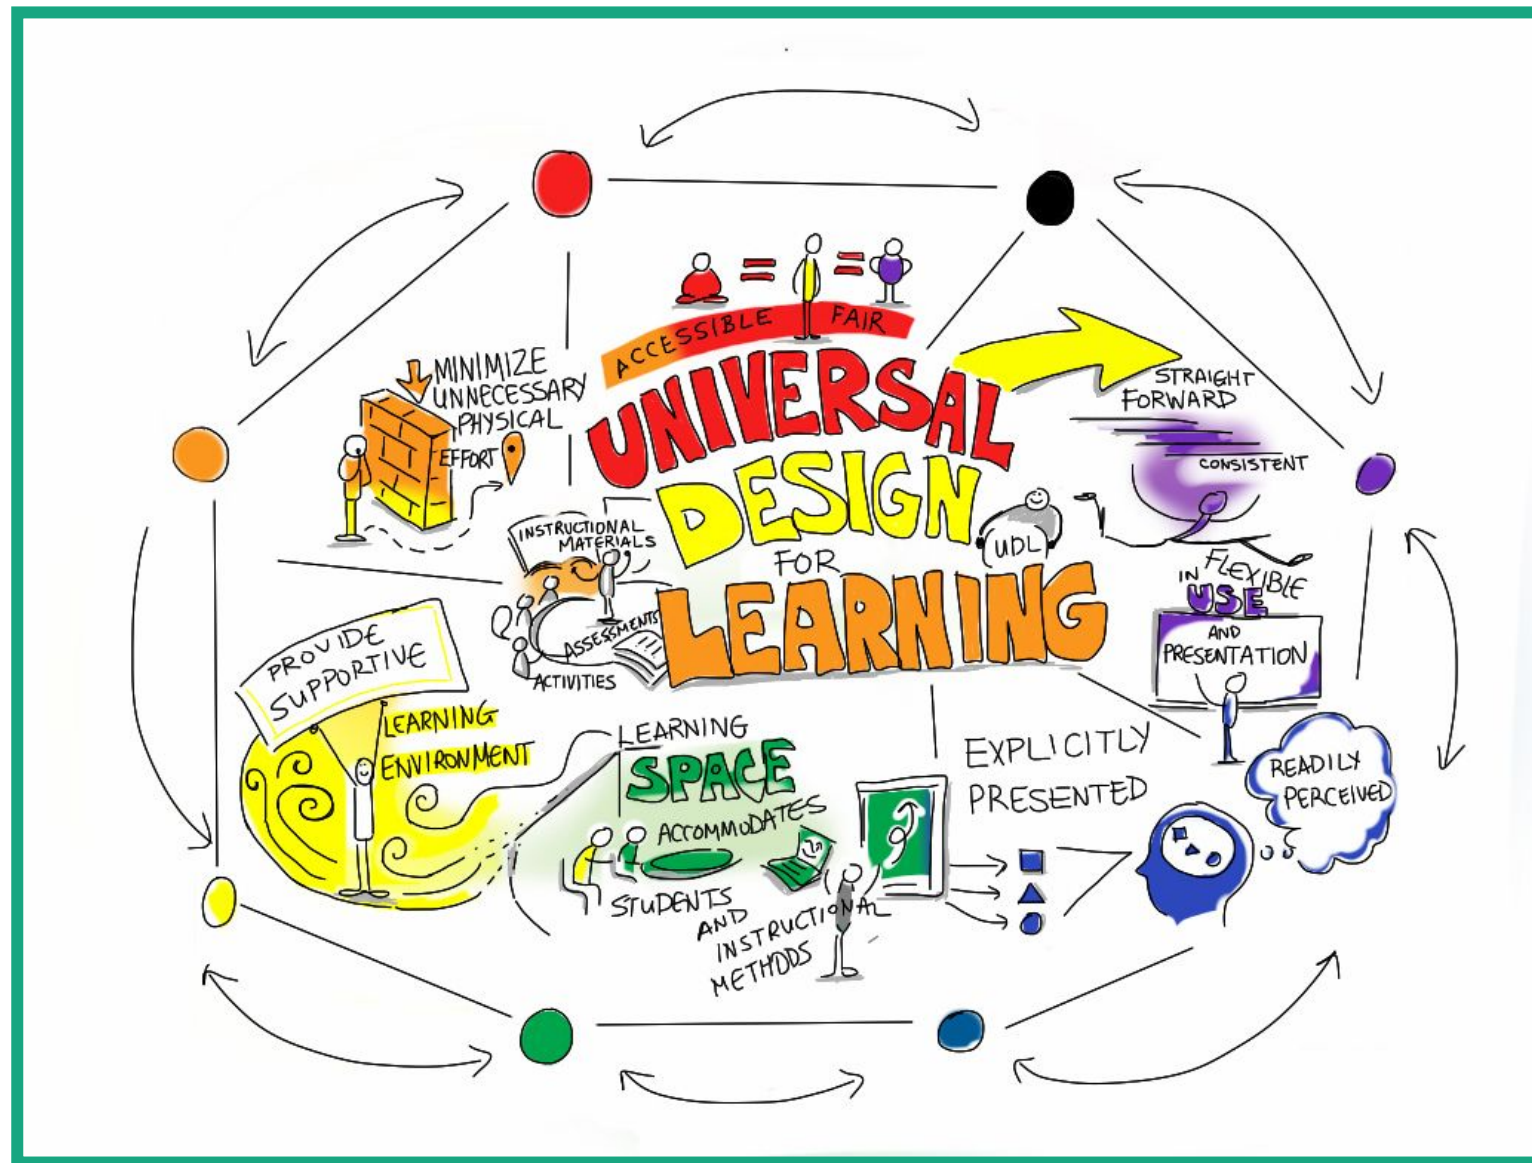 ACCESSIBLE FAIR
UNIVERSAL
DESIGN
FOR
LEARNING
UDL
MINIMIZE
UNNECESSARY
PHYSICAL
EFFORT
STRAIGHT
FORWARD
CONSISTENT
INSTRUCTIONAL
MATERIALS
ASSESSMENTS
ACTIVITIES
FLEXIBLE
IN USE
AND
PRESENTATION
PROVIDE
SUPPORTIVE
LEARNING
ENVIRONMENT
LEARNING
SPACE
ACCOMMODATES
STUDENTS
AND
INSTRUCTIONAL
METHODS
EXPLICITLY
PRESENTED
READILY
PERCEIVED